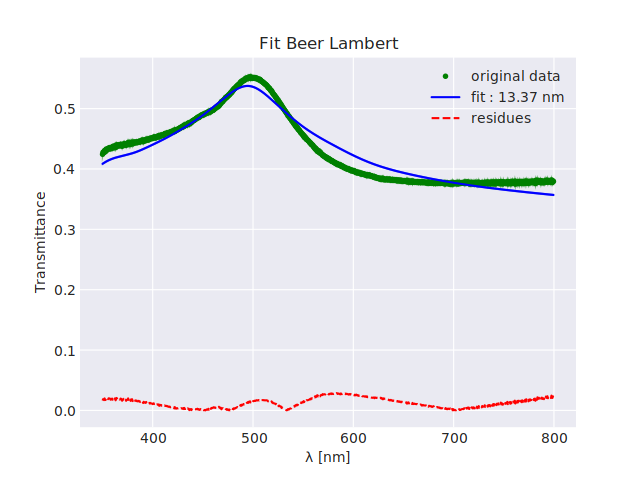 Fit Beer Lambert
original data
fit : 13.37 nm
residues
Transmittance
0.5
0.4
0.3
0.2
0.1
0.0
400 500 600 700 800
λ [nm]